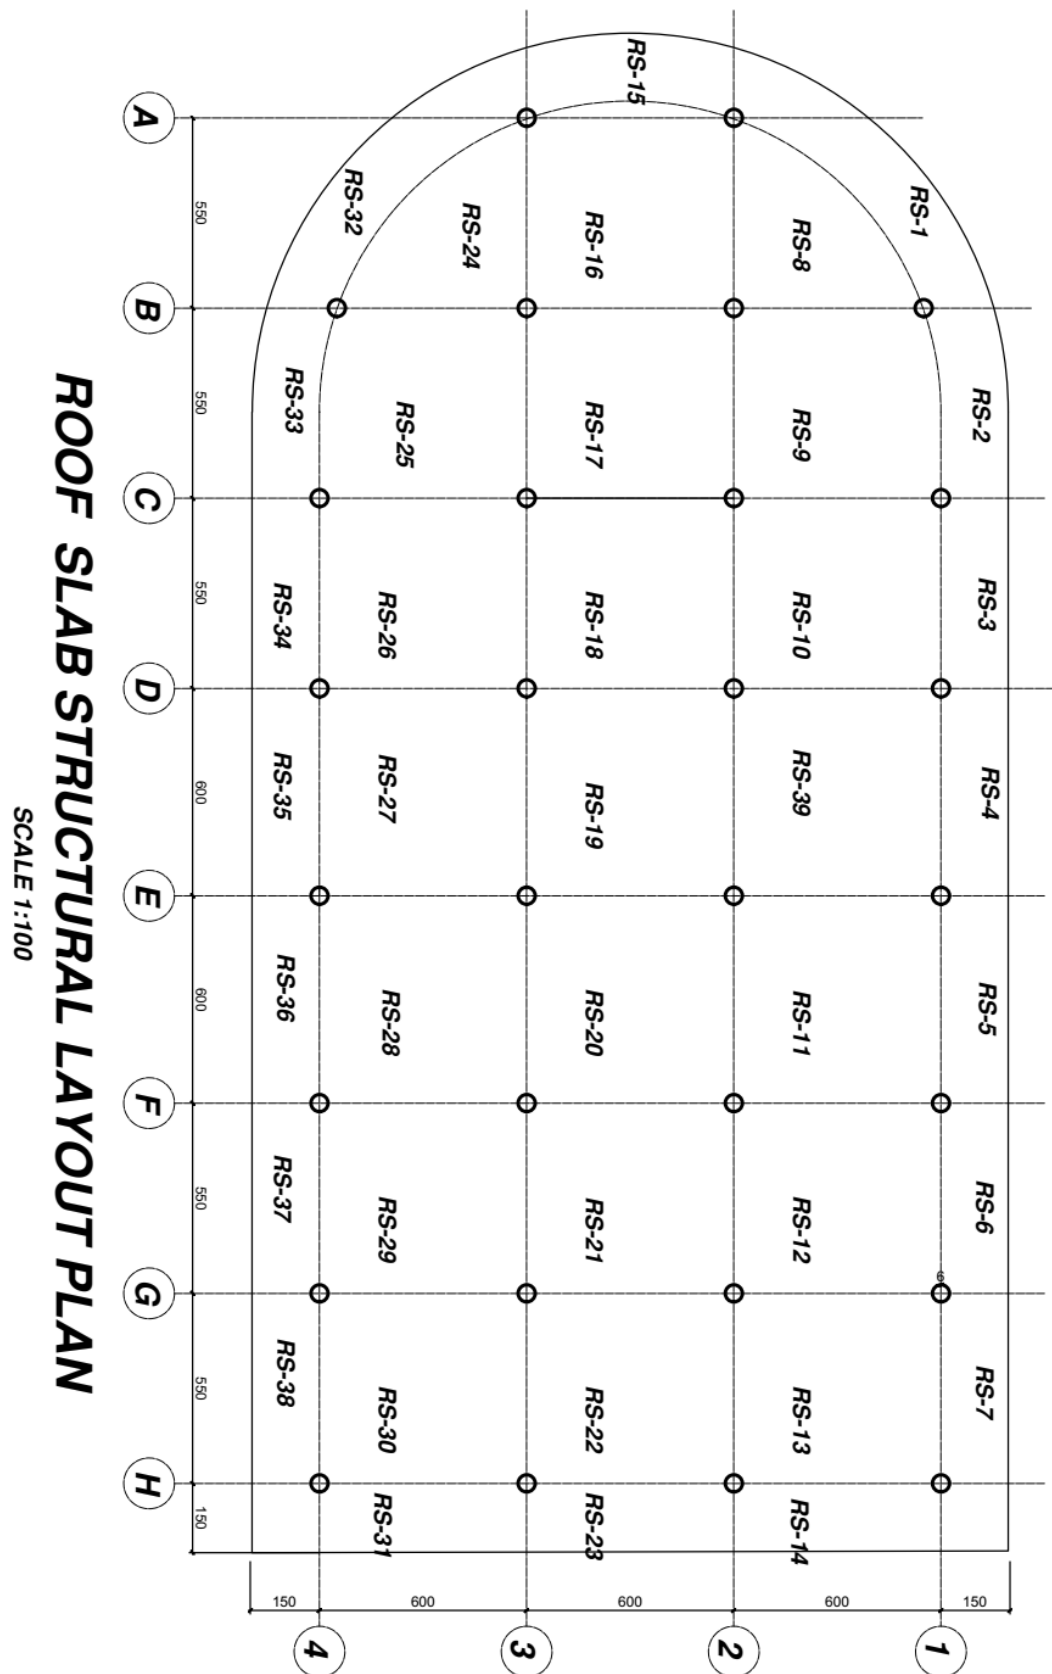 ROOF SLAB STRUCTURAL LAYOUT PLAN
SCALE 1:100
A
B
C
D
E
F
G
H
550
550
550
600
600
550
550
150
RS-32
RS-33
RS-34
RS-35
RS-36
RS-37
RS-38
RS-24
RS-25
RS-26
RS-27
RS-28
RS-29
RS-30
RS-31
RS-15
RS-16
RS-17
RS-18
RS-19
RS-20
RS-21
RS-22
RS-23
RS-8
RS-9
RS-10
RS-39
RS-11
RS-12
RS-13
RS-14
RS-1
RS-2
RS-3
RS-4
RS-5
RS-6
RS-7
6
150 600 600 600 150
4 3 2 1